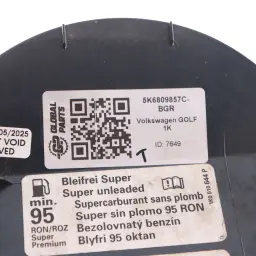 05/2025
VOID
VED
GLOBAL
PARTS
5K6809857C-
BGR
Volkswagen GOLF
1K
ID: 7649
T
min.
95
RON/ROZ
Super
Premium
Bleifrei Super
Super unleaded
Supercarburant sans plomb
Super sin plomo 95 RON
Bezolovnatý benzín
Blyfri 95 oktan